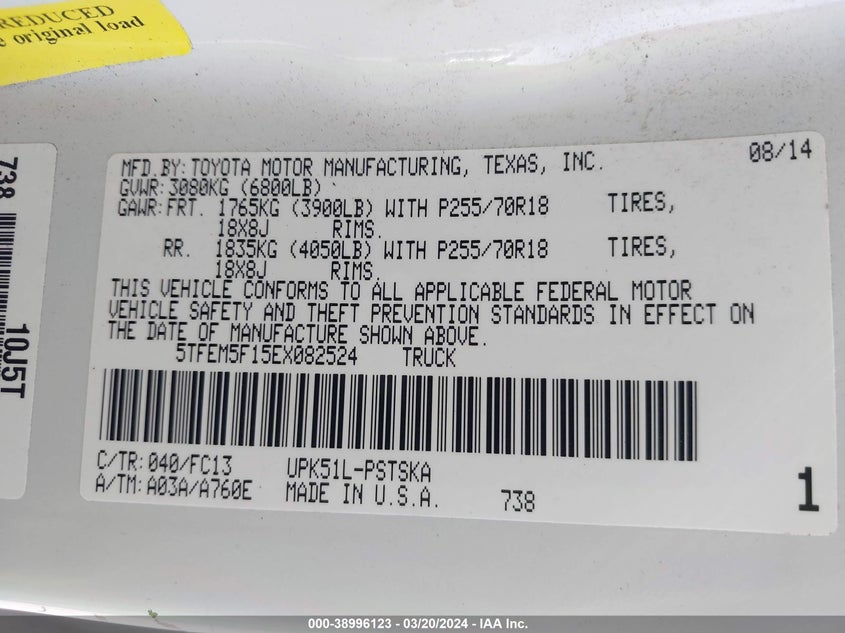 REDUCED
e original load
738
10J5T
MFD.BY: TOYOTA MOTOR MANUFACTURING, TEXAS, INC. 08/14
GVWR: 3080KG (6800LB)
GAWR: FRT. 1765KG (3900LB) WITH P255/70R18 TIRES,
18X8J RIMS.
RR. 1835KG (4050LB) WITH P255/70R18 TIRES,
18X8J RIMS.
THIS VEHICLE CONFORMS TO ALL APPLICABLE FEDERAL MOTOR
VEHICLE SAFETY AND THEFT PREVENTION STANDARDS IN EFFECT ON
THE DATE OF MANUFACTURE SHOWN ABOVE.
5TFEM5F15EX082524 TRUCK
C/TR: 040/FC13 UPK51L-PSTSKA
A/TM: A03A/A760E MADE IN U.S.A. 738 1
000-38996123 - 03/20/2024 - IAA Inc.